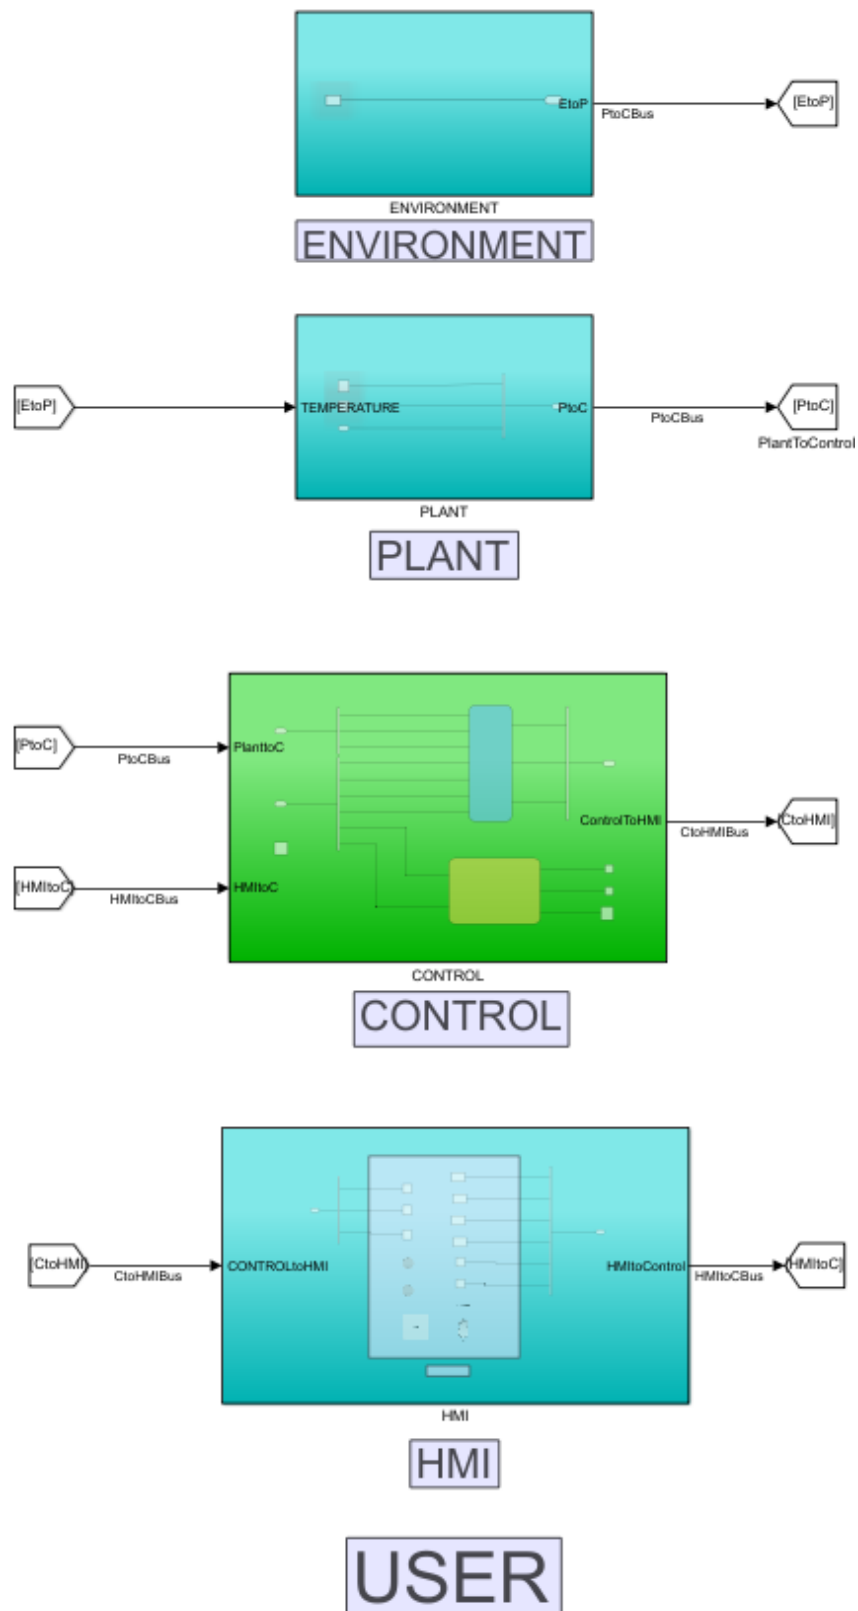 EtoP
[EtoP]
PtoCBus
ENVIRONMENT
ENVIRONMENT
[EtoP]
TEMPERATURE
PtoC
[PtoC]
PtoCBus
PlantToControl
PLANT
PLANT
[PtoC]
PlanttoC
PtoCBus
ControlToHMI
[CtoHMI]
CtoHMIBus
[HMItoC]
HMItoC
HMItoCBus
CONTROL
CONTROL
[CtoHMI]
CONTROLtoHMI
HMItoControl
[HMItoC]
CtoHMIBus
HMItoCBus
HMI
HMI
USER